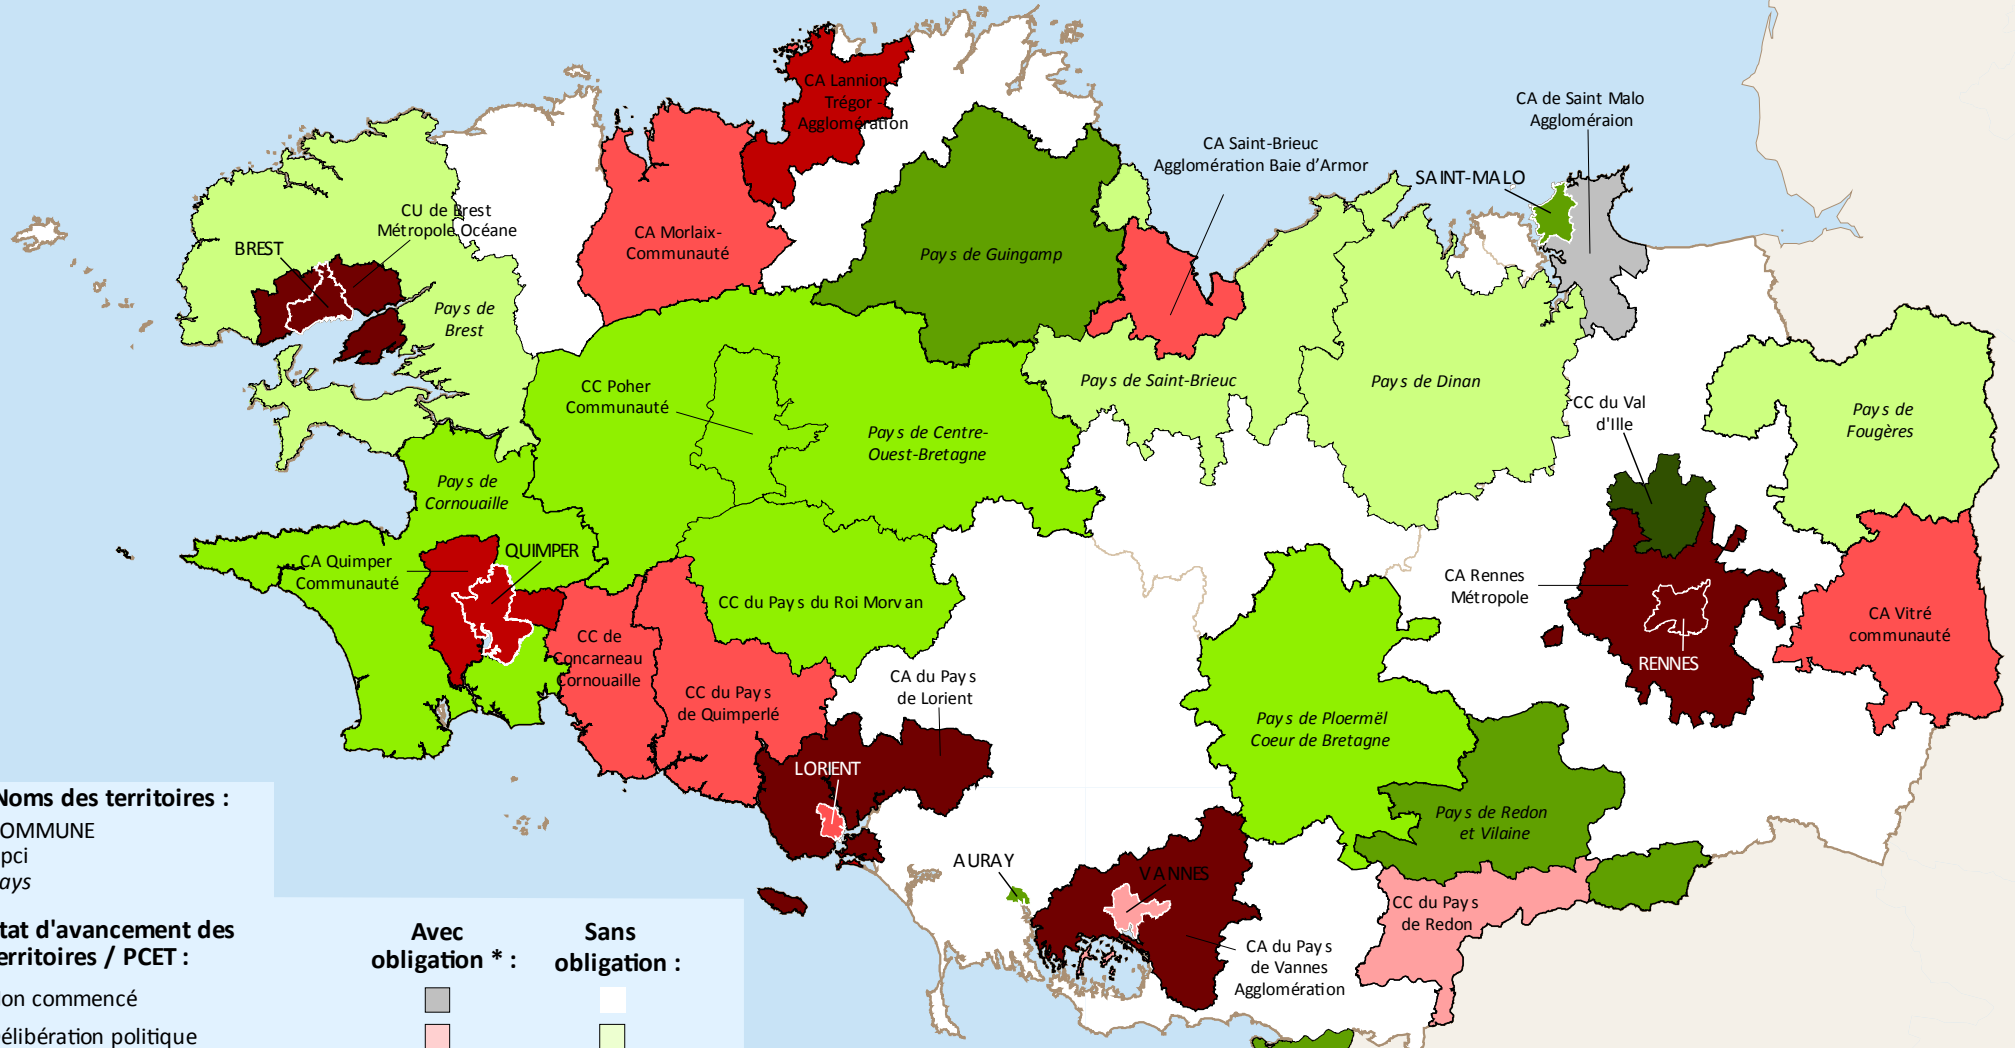 CA Lannion-
Trégor -
Agglomération
CA de Saint Malo
Aggloméraion
CA Saint-Brieuc
Agglomération Baie d'Armor
SAINT-MALO
CU de Brest
Métropole Océane
BREST
CA Morlaix-
Communauté
Pays de Guingamp
Pays de
Brest
CC Poher
Communauté
Pays de Saint-Brieuc
Pays de Dinan
CC du Val
d'Ille
Pays de
Fougères
Pays de Centre-
Ouest-Bretagne
Pays de
Cornouaille
CA Quimper
Communauté
QUIMPER
CC du Pays du Roi Morvan
CA Rennes
Métropole
RENNES
CA Vitré
communauté
CC de
Concarneau
Cornouaille
CC du Pays
de Quimperlé
CA du Pays
de Lorient
LORIENT
Pays de Ploermël
Coeur de Bretagne
Pays de Redon
et Vilaine
AURAY
VANNES
CC du Pays
de Redon
CA du Pays
de Vannes
Agglomération
Noms des territoires :
OMMUNE
pci
ays
tat d'avancement des
erritoires / PCET :
Avec
obligation * :
Sans
obligation :
on commencé
élibération politique